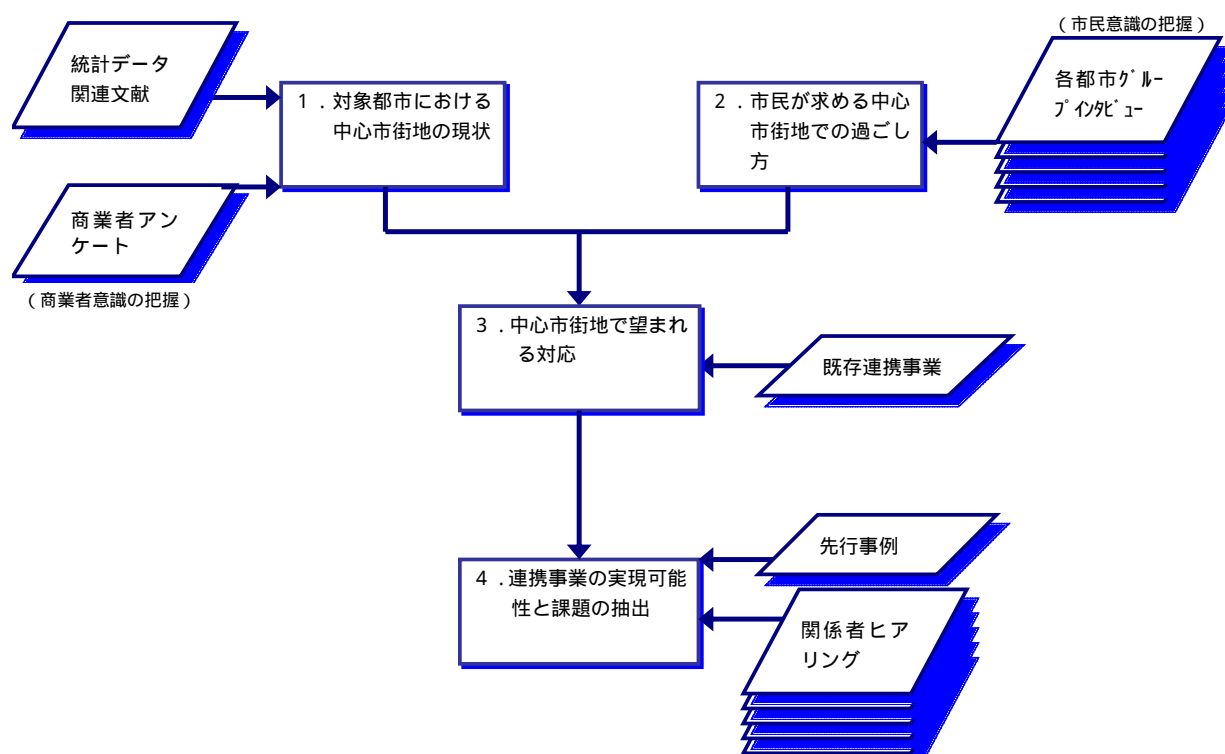 (市民意識の把握)
統計データ
関連文献
各都市グルー
プインタビュー
1.対象都市における
中心市街地の現状
2.市民が求める中心
市街地での過ごし
方
商業者アン
ケート
(商業者意識の把握)
3.中心市街地で望まれ
る対応
既存連携事業
先行事例
4.連携事業の実現可能
性と課題の抽出
関係者ヒア
リング